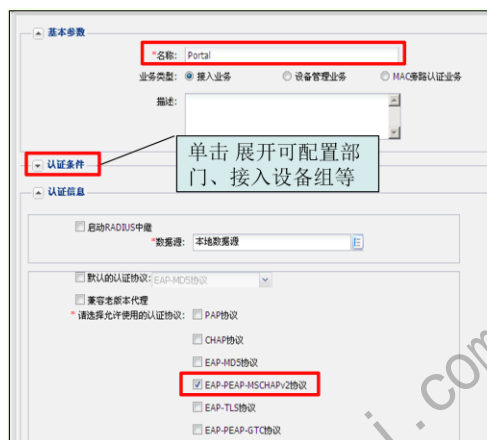 基本参数
*名称: Portal
业务类型: 接入业务 设备管理业务 MAC旁路认证业务
描述:
认证条件
单击 展开可配置部
门、接入设备组等
认证信息
启动RADIUS中继
*数据源: 本地数据源
默认的认证协议: EAP-MD5协议
兼容老版本代理
* 请选择允许使用的认证协议: PAP协议
CHAP协议
EAP-MD5协议
EAP-PEAP-MSCHAPv2协议
EAP-TLS协议
EAP-PEAP-GTC协议
i.com